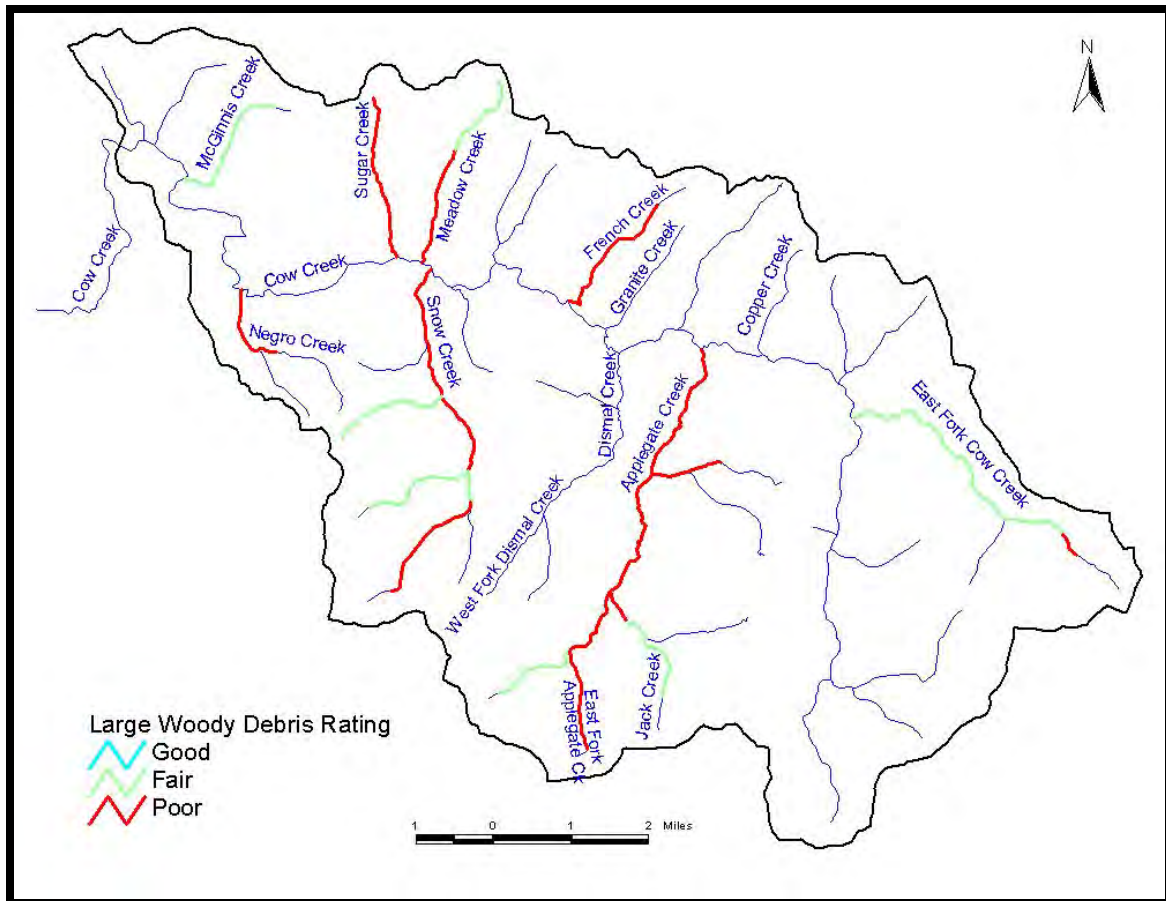 N
McGinnis Creek
Sugar Creek
Meadow Creek
Cow Creek
Cow Creek
French Creek
Granite Creek
Copper Creek
Negro Creek
Snow Creek
Dismal Creek
Applegate Creek
East Fork Cow Creek
West Fork Dismal Creek
Jack Creek
East Fork
Applegate Ck
Large Woody Debris Rating
Good
Fair
Poor
1 0 1 2 Miles